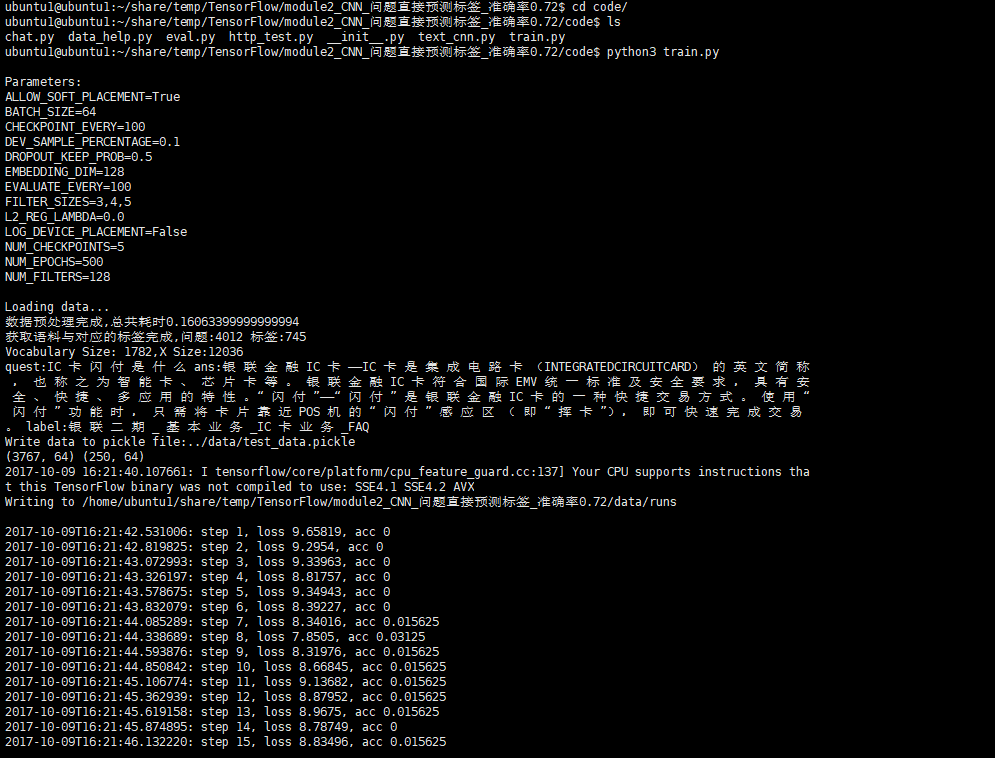 ubuntu1@ubuntu1:~/share/temp/TensorFlow/module2_CNN_问题直接预测标签_准确率0.72$ cd code/
ubuntu1@ubuntu1:~/share/temp/TensorFlow/module2_CNN_问题直接预测标签_准确率0.72/code$ ls
chat.py  data_help.py  eval.py  http_test.py  __init__.py  text_cnn.py  train.py
ubuntu1@ubuntu1:~/share/temp/TensorFlow/module2_CNN_问题直接预测标签_准确率0.72/code$ python3 train.py
Parameters:
ALLOW_SOFT_PLACEMENT=True
BATCH_SIZE=64
CHECKPOINT_EVERY=100
DEV_SAMPLE_PERCENTAGE=0.1
DROPOUT_KEEP_PROB=0.5
EMBEDDING_DIM=128
EVALUATE_EVERY=100
FILTER_SIZES=3,4,5
L2_REG_LAMBDA=0.0
LOG_DEVICE_PLACEMENT=False
NUM_CHECKPOINTS=5
NUM_EPOCHS=500
NUM_FILTERS=128
Loading data...
数据预处理完成,总共耗时0.16063399999999994
获取语料与对应的标签完成,问题:4012 标签:745
Vocabulary Size: 1782,X Size:12036
quest:IC 卡 闪 付 是 什 么 ans:银 联 金 融 IC 卡 ——IC 卡 是 集 成 电 路 卡 （INTEGRATEDCIRCUITCARD） 的 英 文 简 称
， 也 称 之 为 智 能 卡 、 芯 片 卡 等 。 银 联 金 融 IC 卡 符 合 国 际 EMV 统 一 标 准 及 安 全 要 求 ， 具 有 安
全 、 快 捷 、 多 应 用 的 特 性 。“ 闪 付 ”——“ 闪 付 ” 是 银 联 金 融 IC 卡 的 一 种 快 捷 交 易 方 式 。 使 用 “
闪 付 ” 功 能 时 ， 只 需 将 卡 片 靠 近 POS 机 的 “ 闪 付 ” 感 应 区 （ 即 “ 挥 卡 ”）， 即 可 快 速 完 成 交 易
。 label:银 联 二 期 _ 基 本 业 务 _IC 卡 业 务 _FAQ
Write data to pickle file:../data/test_data.pickle
(3767, 64) (250, 64)
2017-10-09 16:21:40.107661: I tensorflow/core/platform/cpu_feature_guard.cc:137] Your CPU supports instructions tha
t this TensorFlow binary was not compiled to use: SSE4.1 SSE4.2 AVX
Writing to /home/ubuntu1/share/temp/TensorFlow/module2_CNN_问题直接预测标签_准确率0.72/data/runs
2017-10-09T16:21:42.531006: step 1, loss 9.65819, acc 0
2017-10-09T16:21:42.819825: step 2, loss 9.2954, acc 0
2017-10-09T16:21:43.072993: step 3, loss 9.33963, acc 0
2017-10-09T16:21:43.326197: step 4, loss 8.81757, acc 0
2017-10-09T16:21:43.578675: step 5, loss 9.34943, acc 0
2017-10-09T16:21:43.832079: step 6, loss 8.39227, acc 0
2017-10-09T16:21:44.085289: step 7, loss 8.34016, acc 0.015625
2017-10-09T16:21:44.338689: step 8, loss 7.8505, acc 0.03125
2017-10-09T16:21:44.593876: step 9, loss 8.31976, acc 0.015625
2017-10-09T16:21:44.850842: step 10, loss 8.66845, acc 0.015625
2017-10-09T16:21:45.106774: step 11, loss 9.13682, acc 0.015625
2017-10-09T16:21:45.362939: step 12, loss 8.87952, acc 0.015625
2017-10-09T16:21:45.619158: step 13, loss 8.9675, acc 0.015625
2017-10-09T16:21:45.874895: step 14, loss 8.78749, acc 0
2017-10-09T16:21:46.132220: step 15, loss 8.83496, acc 0.015625